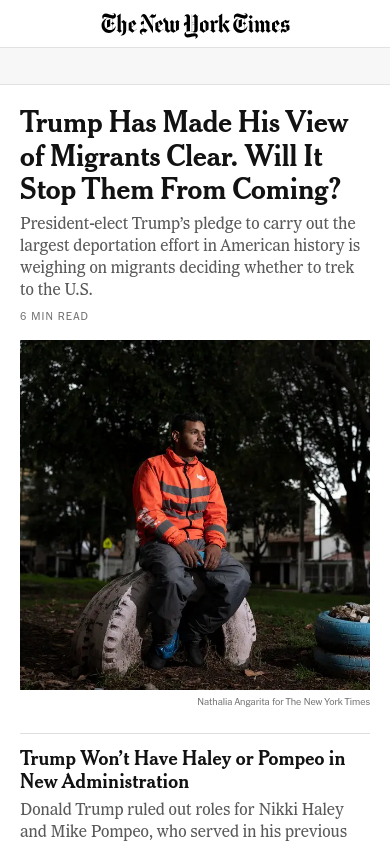 The New York Times
Trump Has Made His View
of Migrants Clear. Will It
Stop Them From Coming?
President-elect Trump’s pledge to carry out the
largest deportation effort in American history is
weighing on migrants deciding whether to trek
to the U.S.
6 MIN READ
Nathalia Angarita for The New York Times
Trump Won’t Have Haley or Pompeo in
New Administration
Donald Trump ruled out roles for Nikki Haley
and Mike Pompeo, who served in his previous